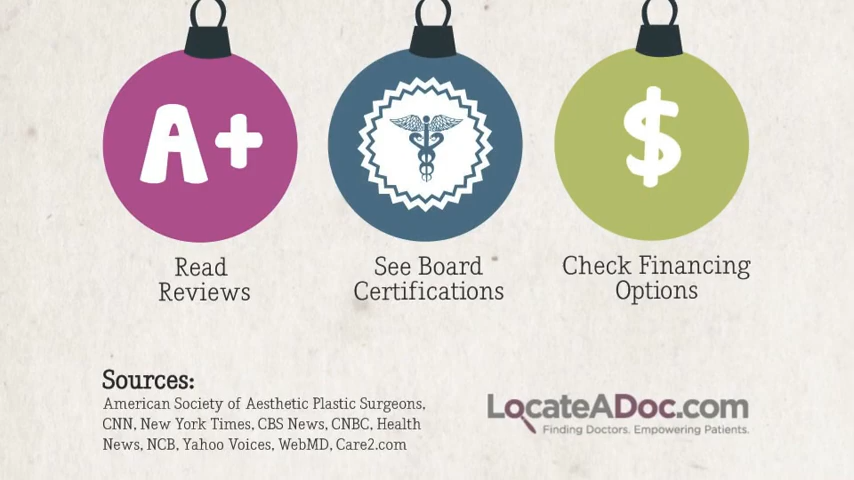 A+
$
Read
Reviews
See Board
Certifications
Check Financing
Options
Sources:
American Society of Aesthetic Plastic Surgeons,
CNN, New York Times, CBS News, CNBC, Health
News, NCB, Yahoo Voices, WebMD, Care2.com
LocateADoc.com
Finding Doctors. Empowering Patients.